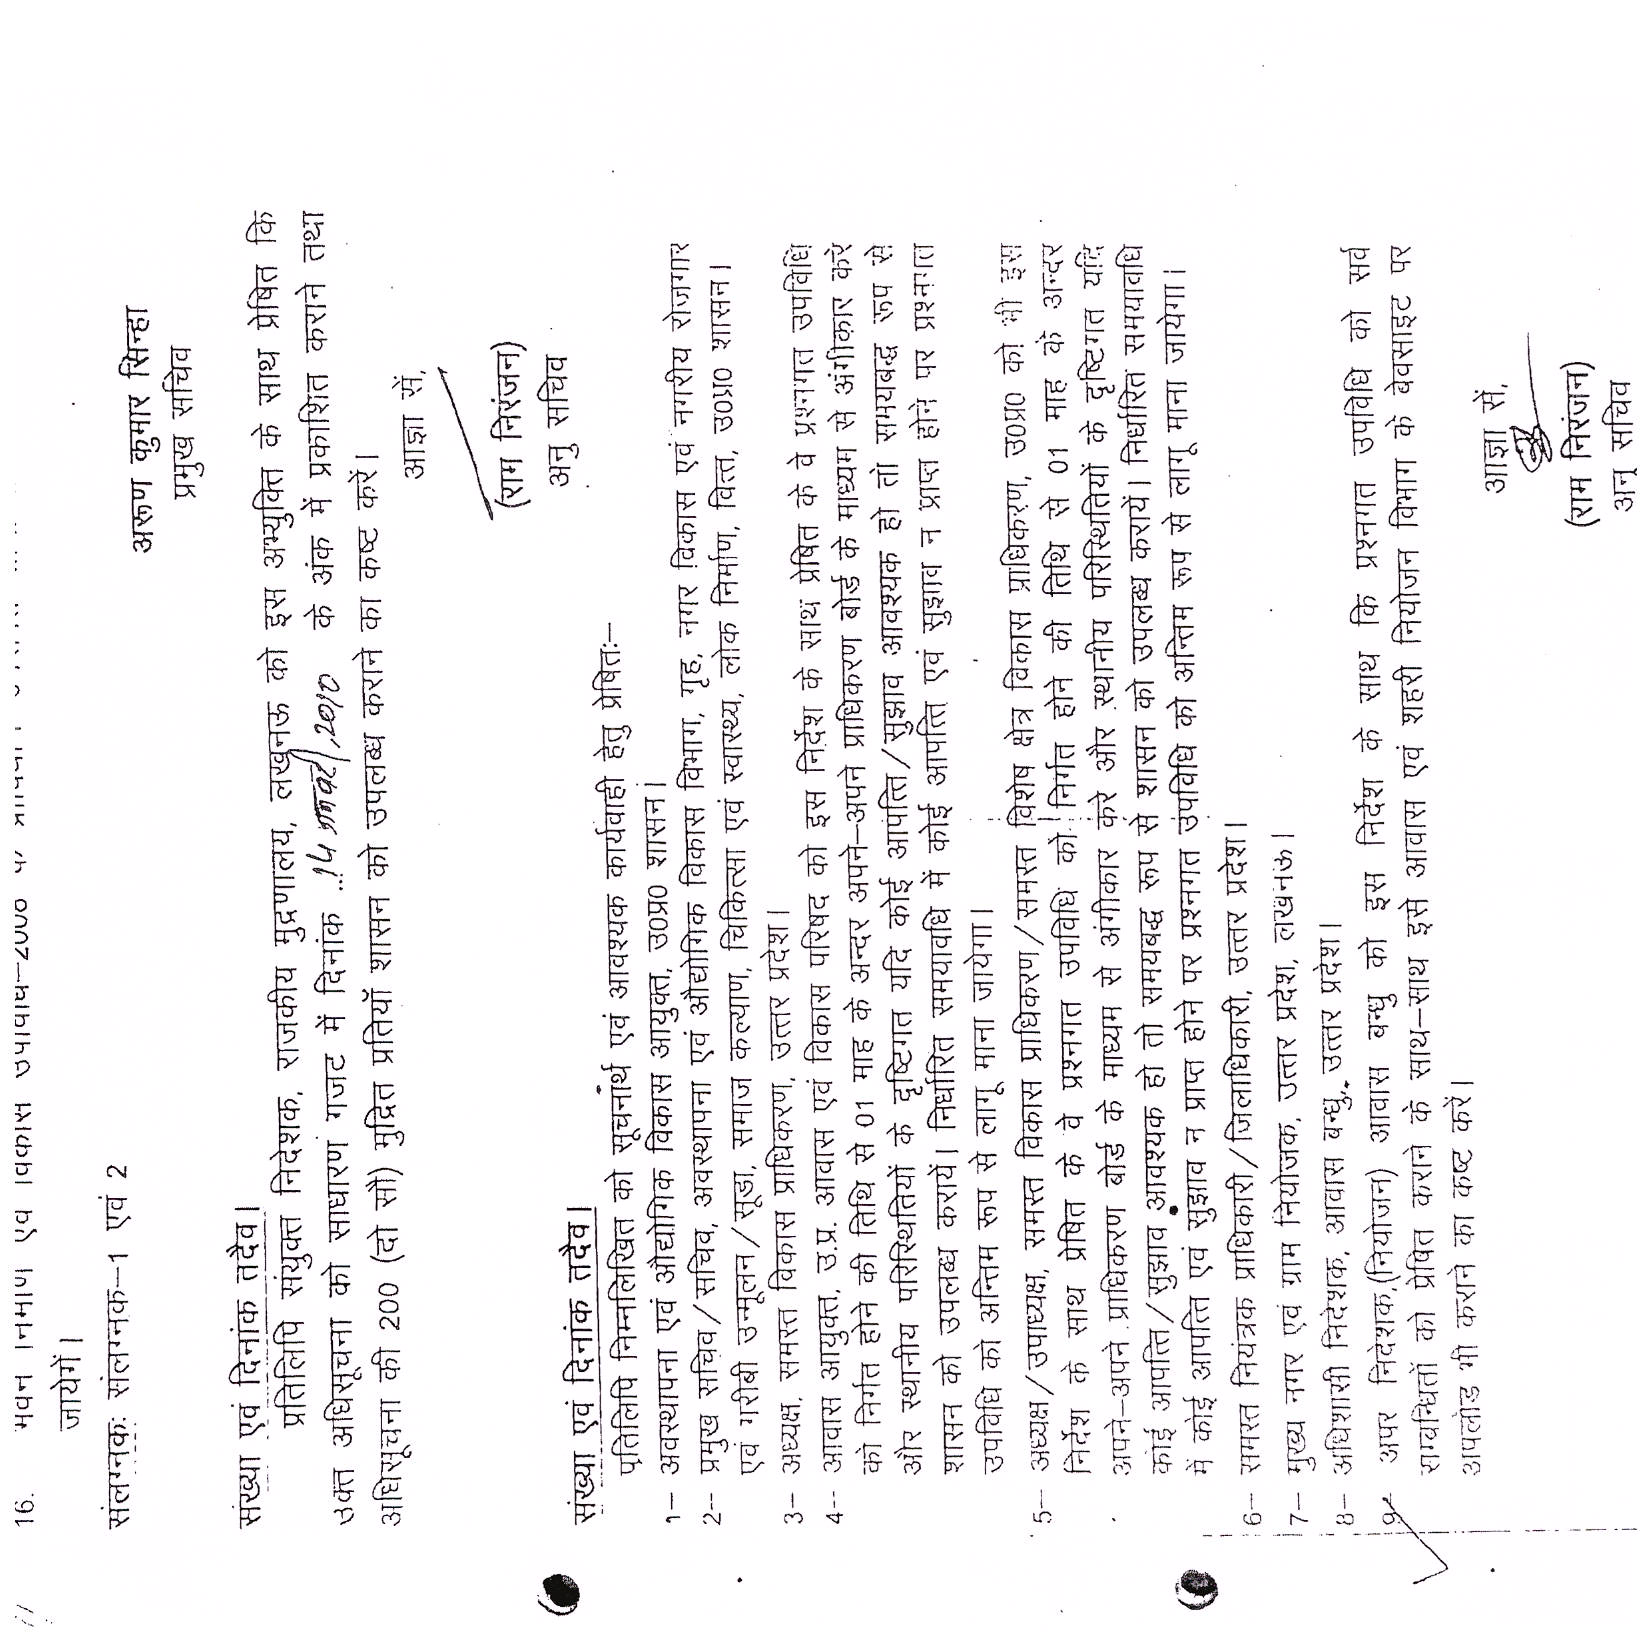 16. भवन निर्माण एवं विकास उपविधि-2000
जायेगें।
संलग्नकः संलग्नक-1 एवं 2
अरूण कुमार सिन्हा
प्रमुख सचिव
संख्या एवं दिनांक तदैव।
प्रतिलिपि संयुक्त निदेशक, राजकीय मुद्रणालय, लखनऊ को इस अभ्युक्ति के साथ प्रेषित कि
उक्त अधिसूचना को साधारण गजट में दिनांक 14 2010 के अंक में प्रकाशित कराने तथा
अधिसूचना की 200 (दो सौ) मुद्रित प्रतियाँ शासन को उपलब्ध कराने का कष्ट करें।
आज्ञा से,
(राम निरंजन)
अनु सचिव
संख्या एवं दिनांक तदैव।
प्रतिलिपि निम्नलिखित को सूचनार्थ एवं आवश्यक कार्यवाही हेतु प्रेषितः–
1– अवस्थापना एवं औद्योगिक विकास आयुक्त, उ०प्र० शासन।
2-- प्रमुख सचिव/सचिव, अवस्थापना एवं औद्योगिक विकास विभाग, गृह, नगर विकास एवं नगरीय रोजगार
एवं गरीबी उन्मूलन/सूडा, समाज कल्याण, चिकित्सा एवं स्वास्थ्य, लोक निर्माण, वित्त, उ०प्र० शासन।
3-- अध्यक्ष, समस्त विकास प्राधिकरण, उत्तर प्रदेश।
4-- आवास आयुक्त, उ.प्र. आवास एवं विकास परिषद को इस निर्देश के साथ प्रेषित के वे प्रश्नगत उपविधि
को निर्गत होने की तिथि से 01 माह के अन्दर अपने–अपने प्राधिकरण बोर्ड के माध्यम से अंगीकार करें
और स्थानीय परिस्थितियों के दृष्टिगत यदि कोई आपत्ति/सुझाव आवश्यक हो तो समयबद्ध रूप से
शासन को उपलब्ध करायें। निर्धारित समयावधि में कोई आपत्ति एवं सुझाव न प्राप्त होने पर प्रश्नगत
उपविधि को अन्तिम रूप से लागू माना जायेगा।
5-- अध्यक्ष/उपाध्यक्ष, समस्त विकास प्राधिकरण/समस्त विशेष क्षेत्र विकास प्राधिकरण, उ०प्र० को भी इस
निर्देश के साथ प्रेषित के वे प्रश्नगत उपविधि को निर्गत होने की तिथि से 01 माह के अन्दर
अपने–अपने प्राधिकरण बोर्ड के माध्यम से अंगीकार करे और स्थानीय परिस्थितियों के दृष्टिगत यदि
कोई आपत्ति/सुझाव आवश्यक हो तो समयबद्ध रूप से शासन को उपलब्ध करायें। निर्धारित समयावधि
में कोई आपत्ति एवं सुझाव न प्राप्त होने पर प्रश्नगत उपविधि को अन्तिम रूप से लागू माना जायेगा।
6-- समस्त नियंत्रक प्राधिकारी/जिलाधिकारी, उत्तर प्रदेश।
7-- मुख्य नगर एवं ग्राम नियोजक, उत्तर प्रदेश, लखनऊ।
8-- अधिशासी निदेशक, आवास बन्धु, उत्तर प्रदेश।
9- अपर निदेशक,(नियोजन) आवास बन्धु को इस निर्देश के साथ कि प्रश्नगत उपविधि को सर्व
सम्बन्धितों को प्रेषित कराने के साथ–साथ इसे आवास एवं शहरी नियोजन विभाग के वेबसाइट पर
अपलोड भी कराने का कष्ट करें।
आज्ञा से,
(राम निरंजन)
अनु सचिव